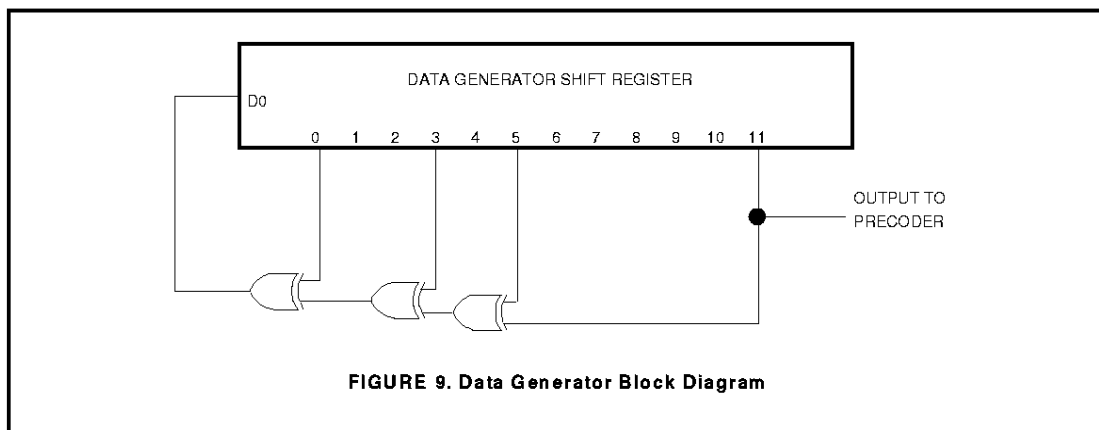 DATA GENERATOR SHIFT REGISTER
D0
0 1 2 3 4 5 6 7 8 9 10 11
OUTPUT TO
PRECODER
FIGURE 9. Data Generator Block Diagram